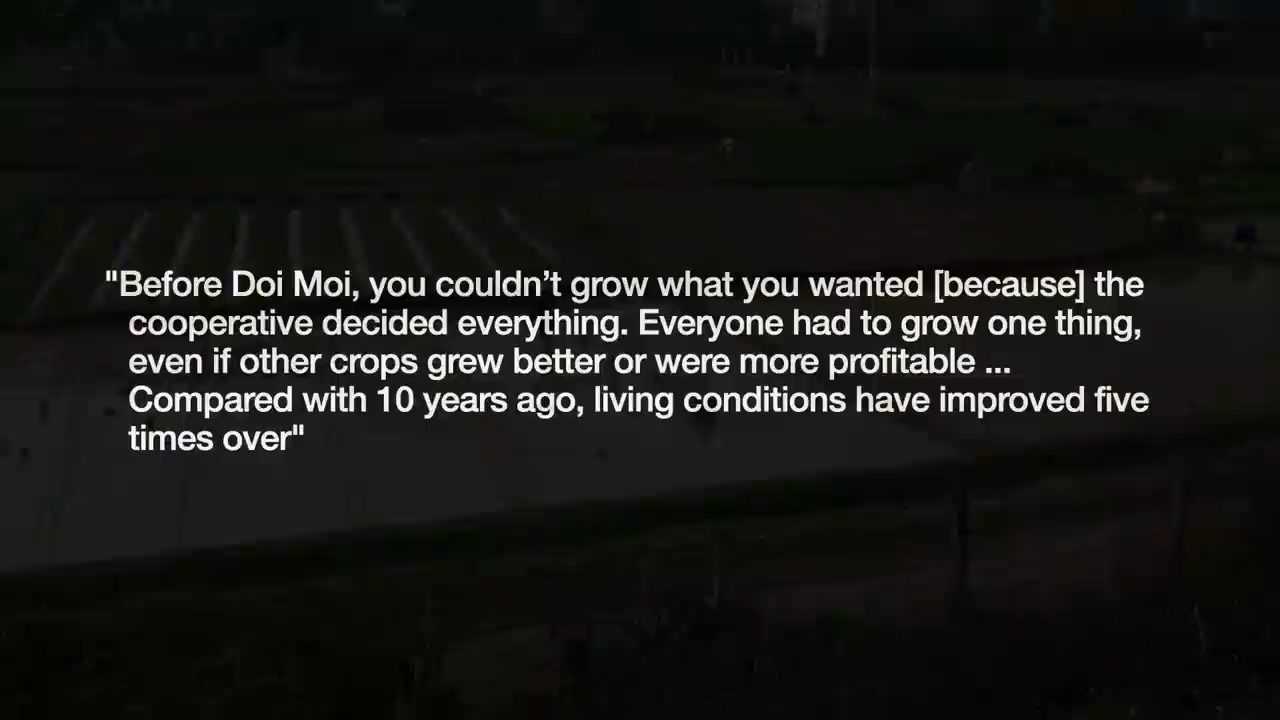 "Before Doi Moi, you couldn’t grow what you wanted [because] the
cooperative decided everything. Everyone had to grow one thing,
even if other crops grew better or were more profitable ...
Compared with 10 years ago, living conditions have improved five
times over"